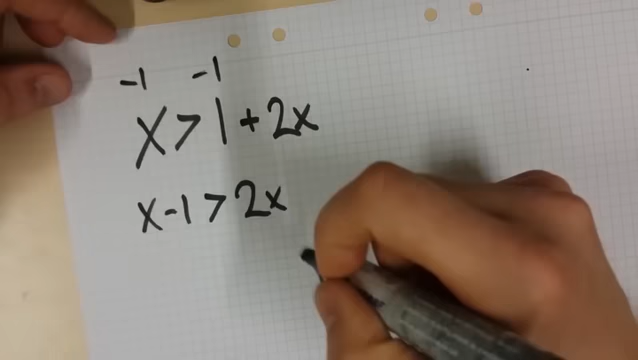 -1 -1
x > 1 + 2x
x - 1 > 2x